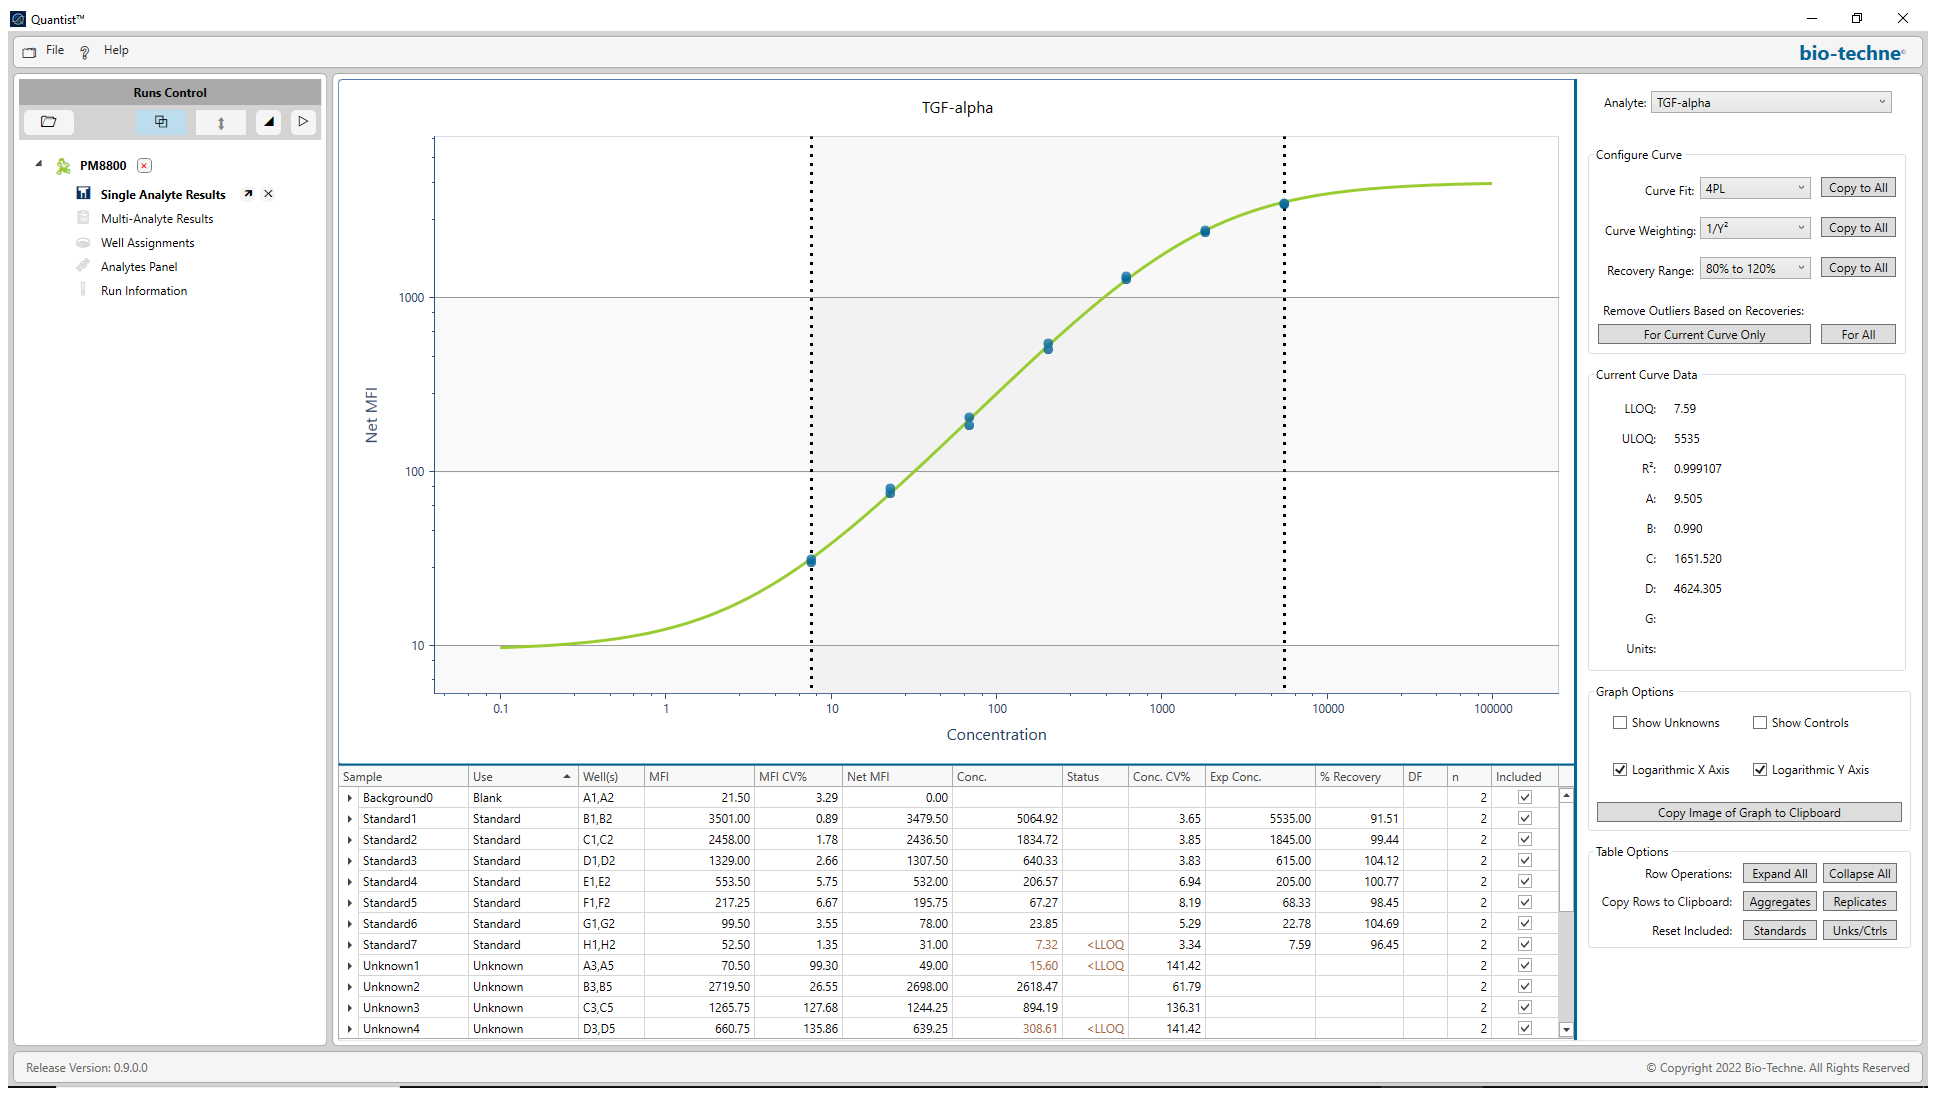 Quantist™
File Help
bio-techne
Runs Control
PM8800
Single Analyte Results
Multi-Analyte Results
Well Assignments
Analytes Panel
Run Information
TGF-alpha
Net MFI
1000
100
10
0.1 1 10 100 1000 10000 100000
Concentration
Sample Use Well(s) MFI MFI CV% Net MFI Conc. Status Conc. CV% Exp Conc. % Recovery DF n Included
Background0 Blank A1,A2 21.50 3.29 0.00 2
Standard1 Standard B1,B2 3501.00 0.89 3479.50 5064.92 3.65 5535.00 91.51 2
Standard2 Standard C1,C2 2458.00 1.78 2436.50 1834.72 3.85 1845.00 99.44 2
Standard3 Standard D1,D2 1329.00 2.66 1307.50 640.33 3.83 615.00 104.12 2
Standard4 Standard E1,E2 553.50 5.75 532.00 206.57 6.94 205.00 100.77 2
Standard5 Standard F1,F2 217.25 6.67 195.75 67.27 8.19 68.33 98.45 2
Standard6 Standard G1,G2 99.50 3.55 78.00 23.85 5.29 22.78 104.69 2
Standard7 Standard H1,H2 52.50 1.35 31.00 7.32 <LLOQ 3.34 7.59 96.45 2
Unknown1 Unknown A3,A5 70.50 99.30 49.00 15.60 <LLOQ 141.42 2
Unknown2 Unknown B3,B5 2719.50 26.55 2698.00 2618.47 61.79 2
Unknown3 Unknown C3,C5 1265.75 127.68 1244.25 894.19 136.31 2
Unknown4 Unknown D3,D5 660.75 135.86 639.25 308.61 <LLOQ 141.42 2
Analyte: TGF-alpha
Configure Curve
Curve Fit: 4PL Copy to All
Curve Weighting: 1/Y² Copy to All
Recovery Range: 80% to 120% Copy to All
Remove Outliers Based on Recoveries:
For Current Curve Only For All
Current Curve Data
LLOQ: 7.59
ULOQ: 5535
R²: 0.999107
A: 9.505
B: 0.990
C: 1651.520
D: 4624.305
G:
Units:
Graph Options
Show Unknowns Show Controls
Logarithmic X Axis Logarithmic Y Axis
Copy Image of Graph to Clipboard
Table Options
Row Operations: Expand All Collapse All
Copy Rows to Clipboard: Aggregates Replicates
Reset Included: Standards Unks/Ctrls
Release Version: 0.9.0.0
© Copyright 2022 Bio-Techne. All Rights Reserved